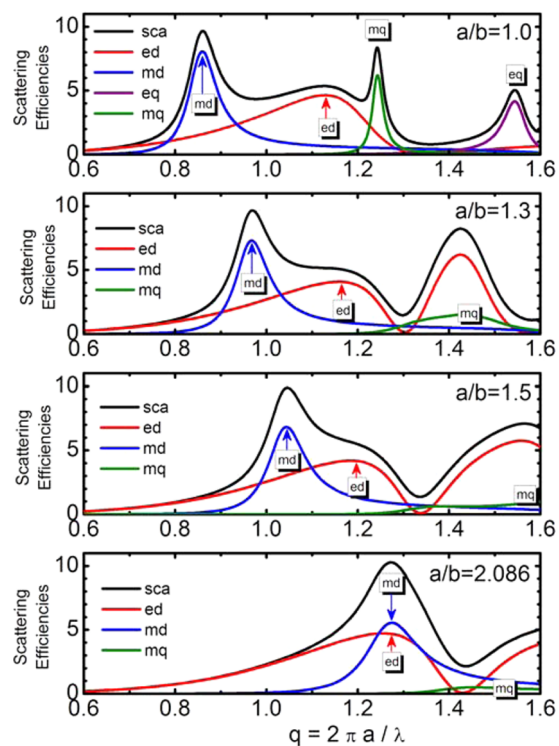 10
5
0
Scattering
Efficiencies
sca
ed
md
eq
mq
md
ed
mq
eq
a/b=1.0
0.6 0.8 1.0 1.2 1.4 1.6
10
5
0
Scattering
Efficiencies
sca
ed
md
mq
md
ed
mq
a/b=1.3
0.6 0.8 1.0 1.2 1.4 1.6
10
5
0
Scattering
Efficiencies
sca
ed
md
mq
md
ed
mq
a/b=1.5
0.6 0.8 1.0 1.2 1.4 1.6
10
5
0
Scattering
Efficiencies
sca
ed
md
mq
md
ed
mq
a/b=2.086
0.6 0.8 1.0 1.2 1.4 1.6
q = 2 π a / λ